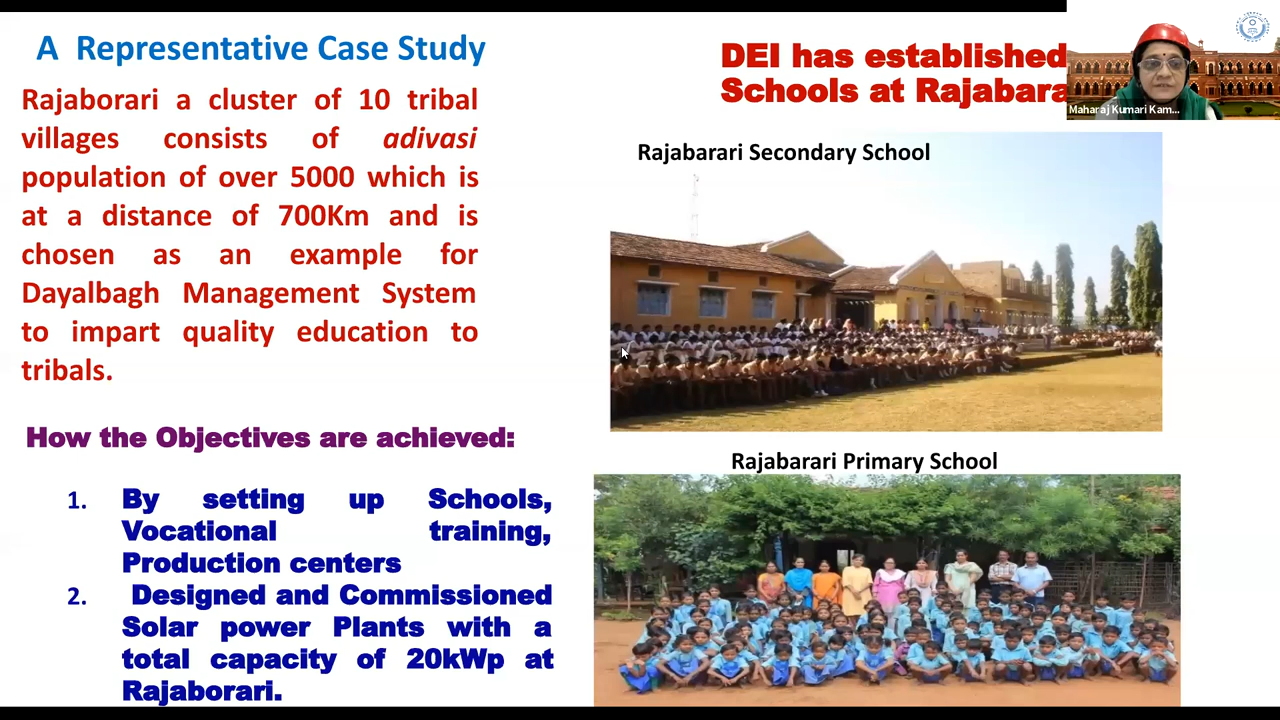 A Representative Case Study
Rajaborari a cluster of 10 tribal
villages consists of adivasi
population of over 5000 which is
at a distance of 700Km and is
chosen as an example for
Dayalbagh Management System
to impart quality education to
tribals.
How the Objectives are achieved:
1. By setting up Schools,
Vocational training,
Production centers
2. Designed and Commissioned
Solar power Plants with a
total capacity of 20kWp at
Rajaborari.
DEI has established
Schools at Rajabara
Maharaj Kumari Kam...
Rajabarari Secondary School
Rajabarari Primary School